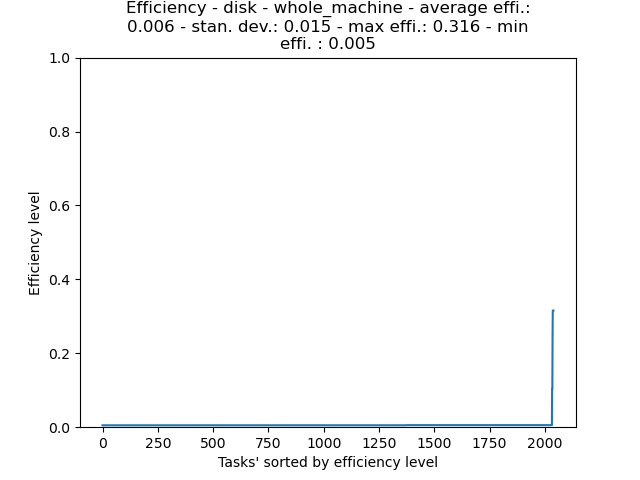 Efficiency - disk - whole_machine - average effi.:
0.006 - stan. dev.: 0.015 - max effi.: 0.316 - min
effi. : 0.005
1.0
0.8
0.6
0.4
0.2
0.0
Efficiency level
0 250 500 750 1000 1250 1500 1750 2000
Tasks' sorted by efficiency level